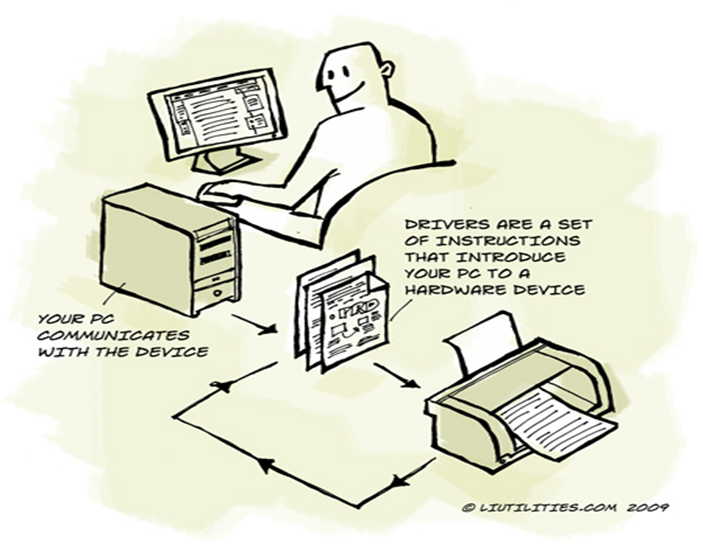 DRIVERS ARE A SET
OF INSTRUCTIONS
THAT INTRODUCE
YOUR PC TO A
HARDWARE DEVICE
YOUR PC
COMMUNICATES
WITH THE DEVICE
PRD
© LIUTILITIES.COM 2009